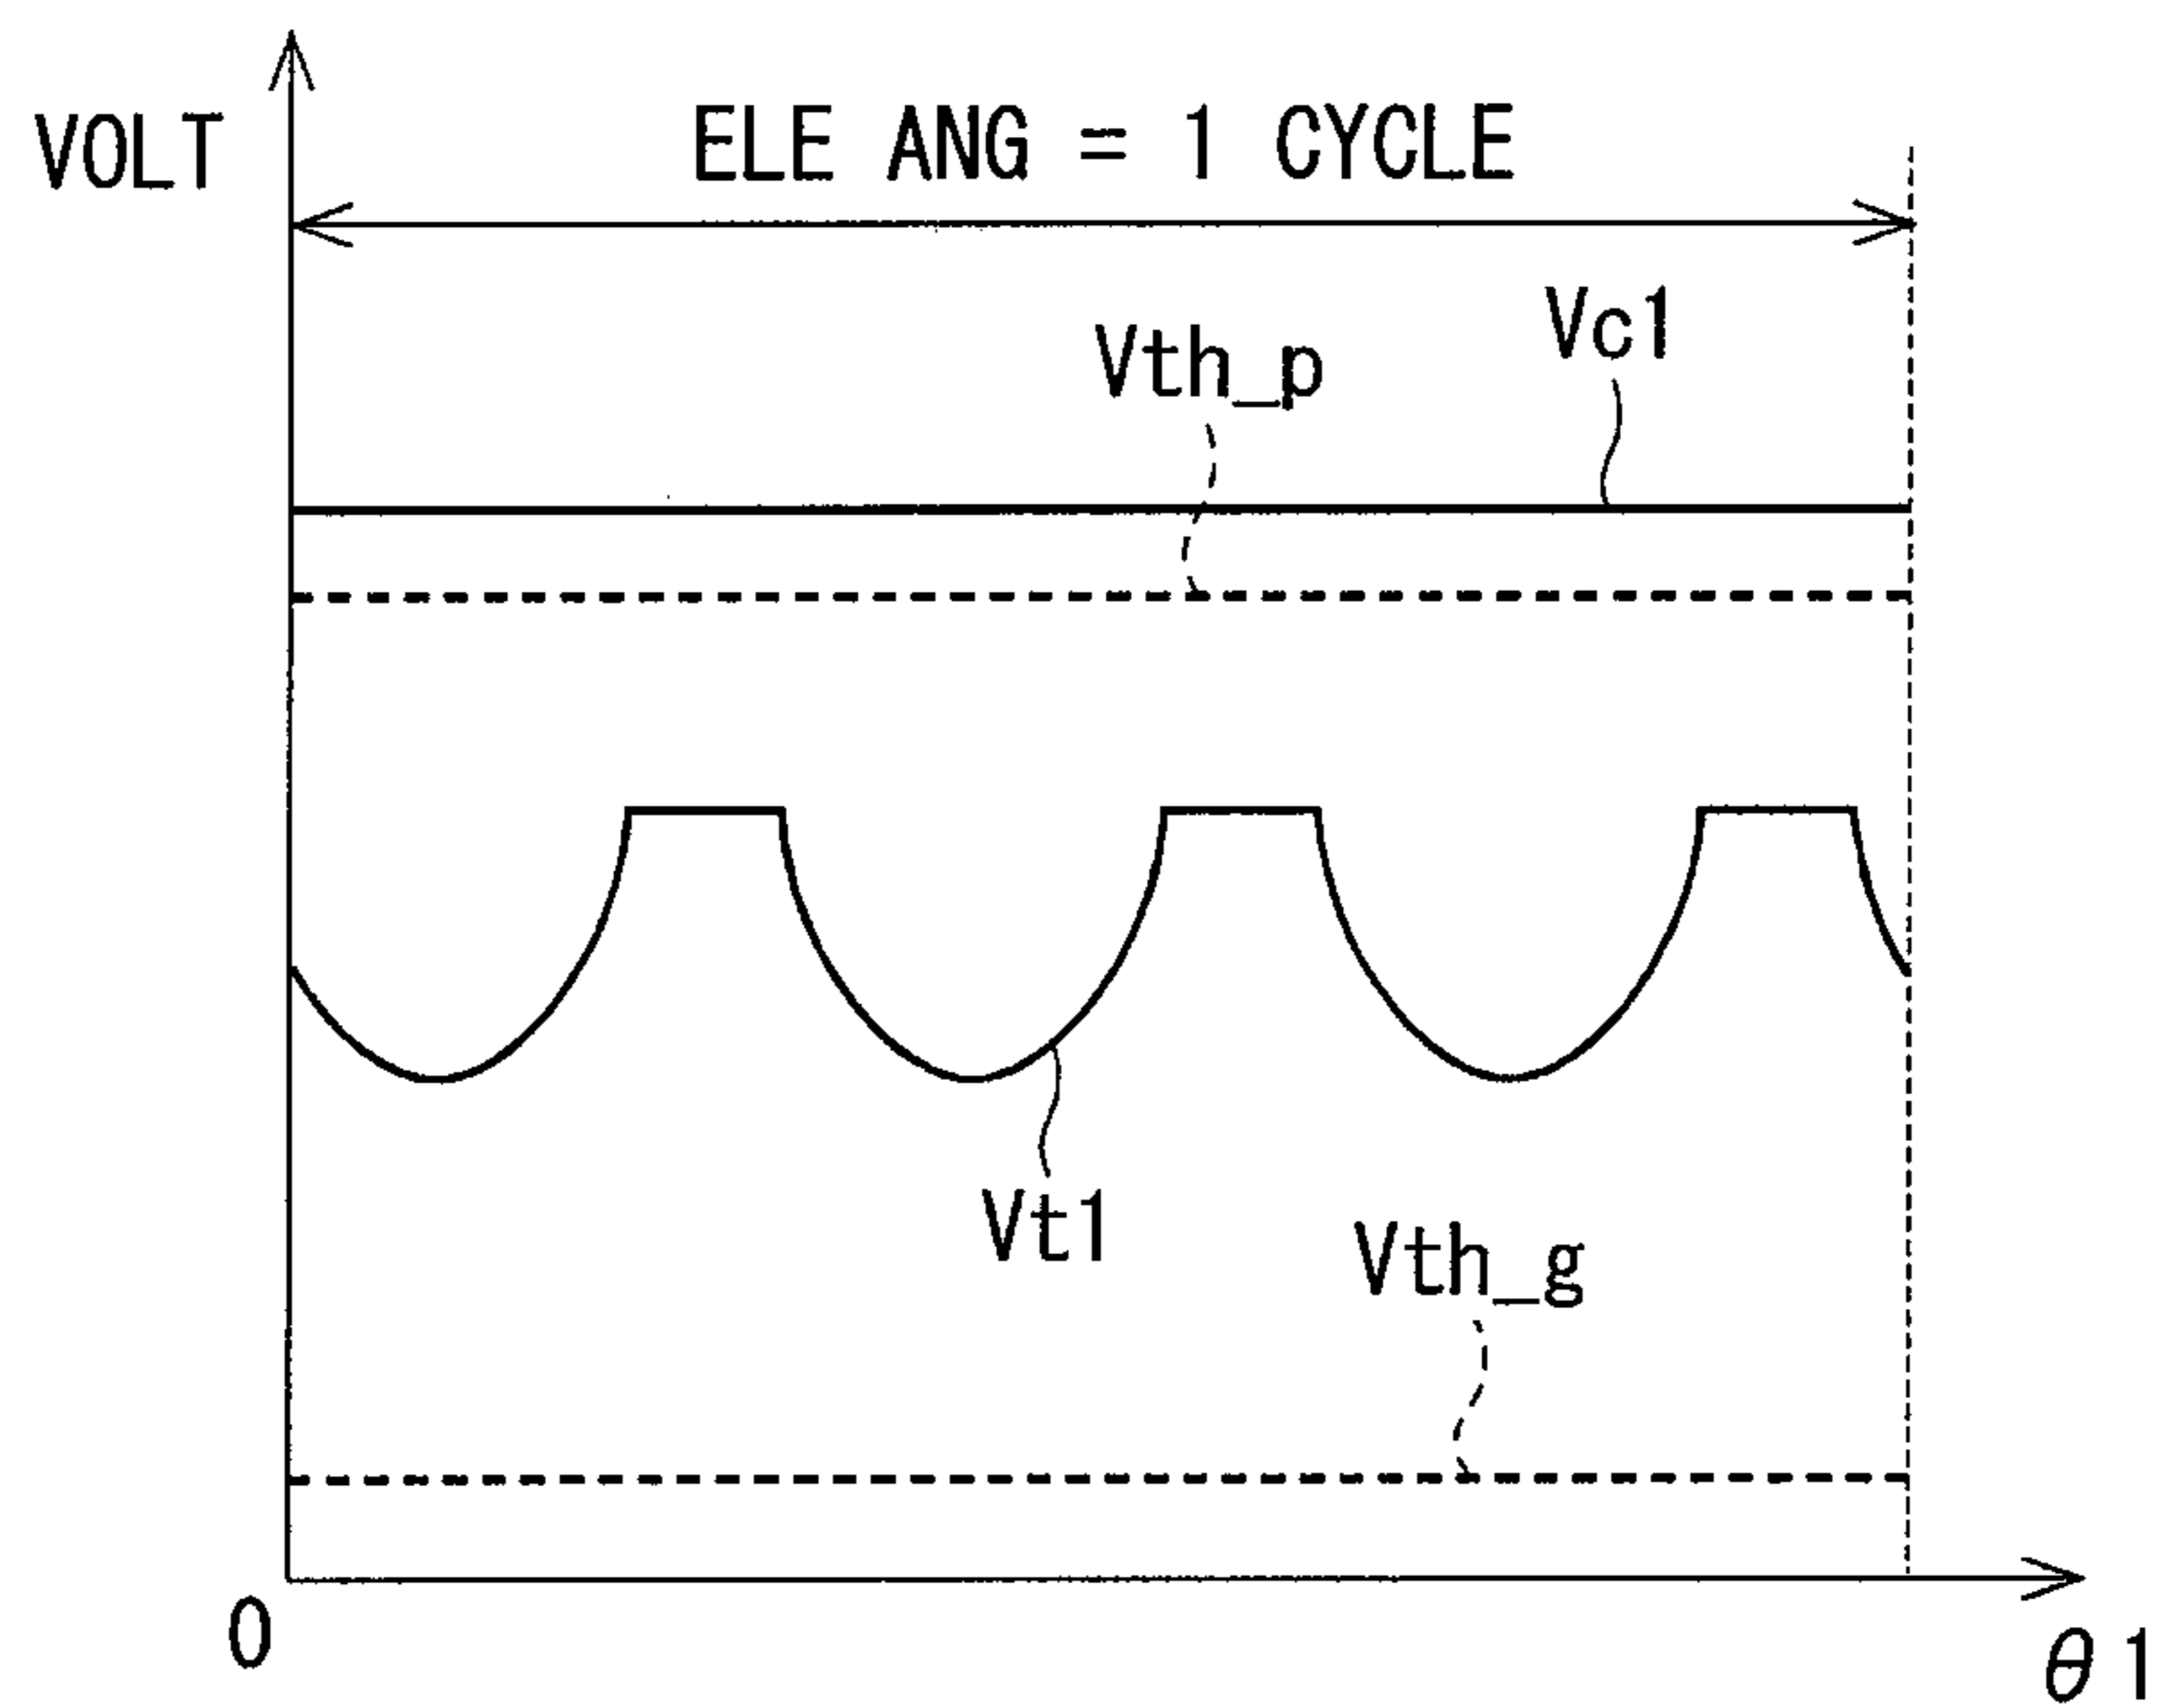 VOLT
ELE ANG = 1 CYCLE
Vc1
Vth_p
Vt1
Vth_g
0
θ1